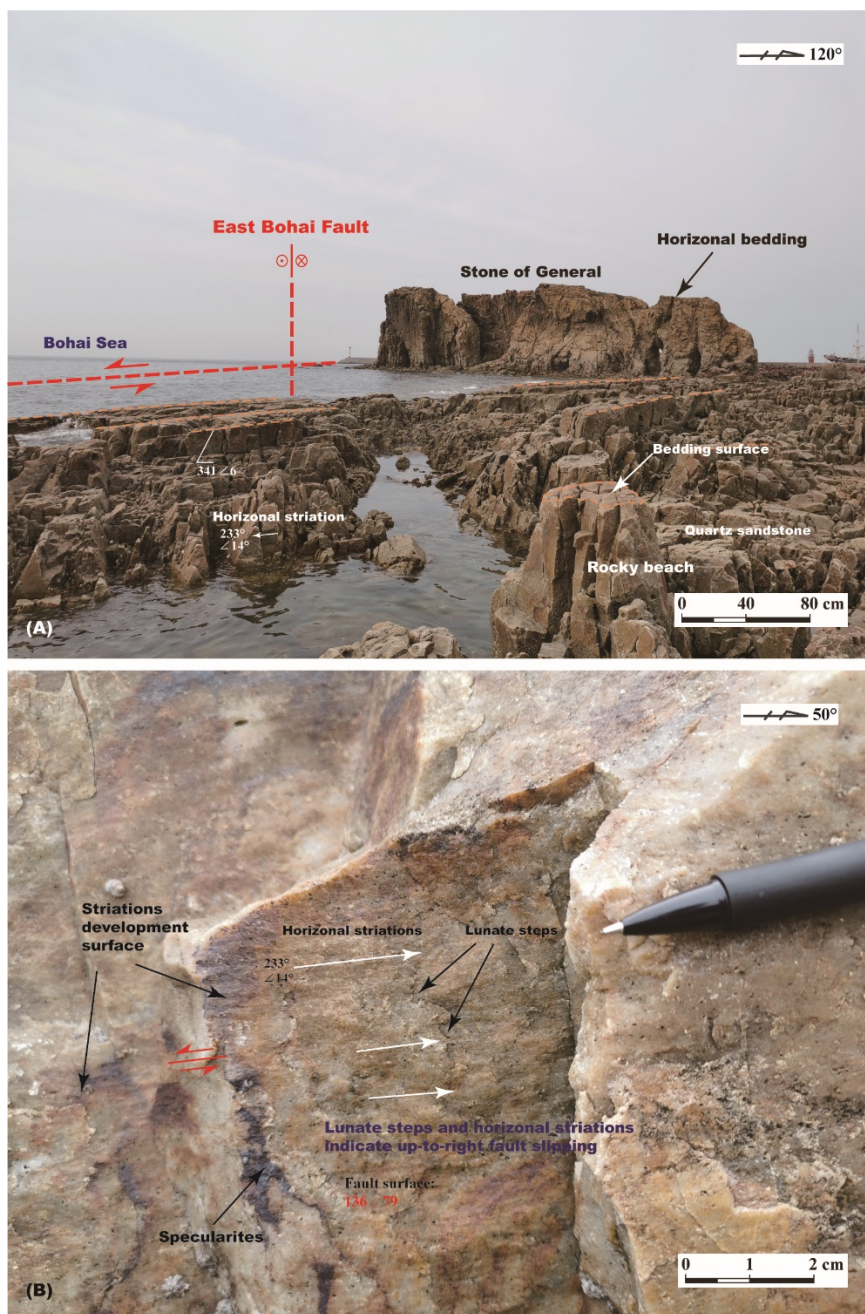 120°
East Bohai Fault
Horizonal bedding
Stone of General
Bohai Sea
341∠6
Bedding surface
Horizonal striation
233°
∠14°
Quartz sandstone
Rocky beach
0 40 80 cm
(A)
50°
Striations
development
surface
Horizonal striations
Lunate steps
233°
∠14°
Lunate steps and horizonal striations
indicate up-to-right fault slipping
Fault surface:
136 79
Specularites
0 1 2 cm
(B)